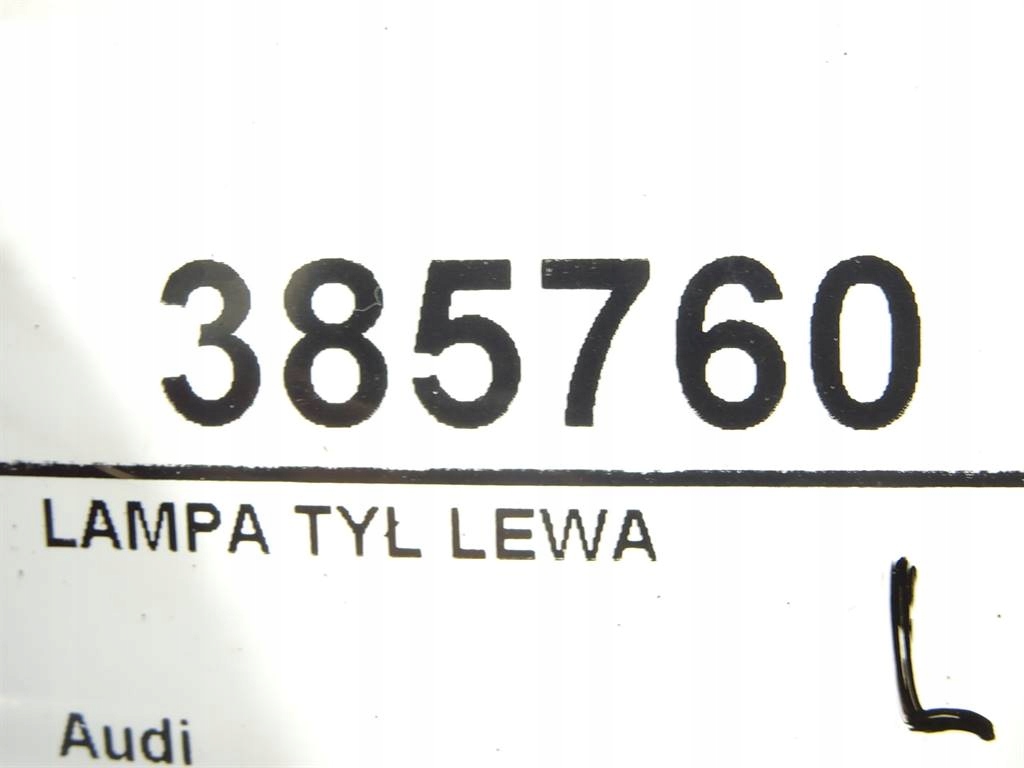 385760
LAMPA TYŁ LEWA
L
Audi